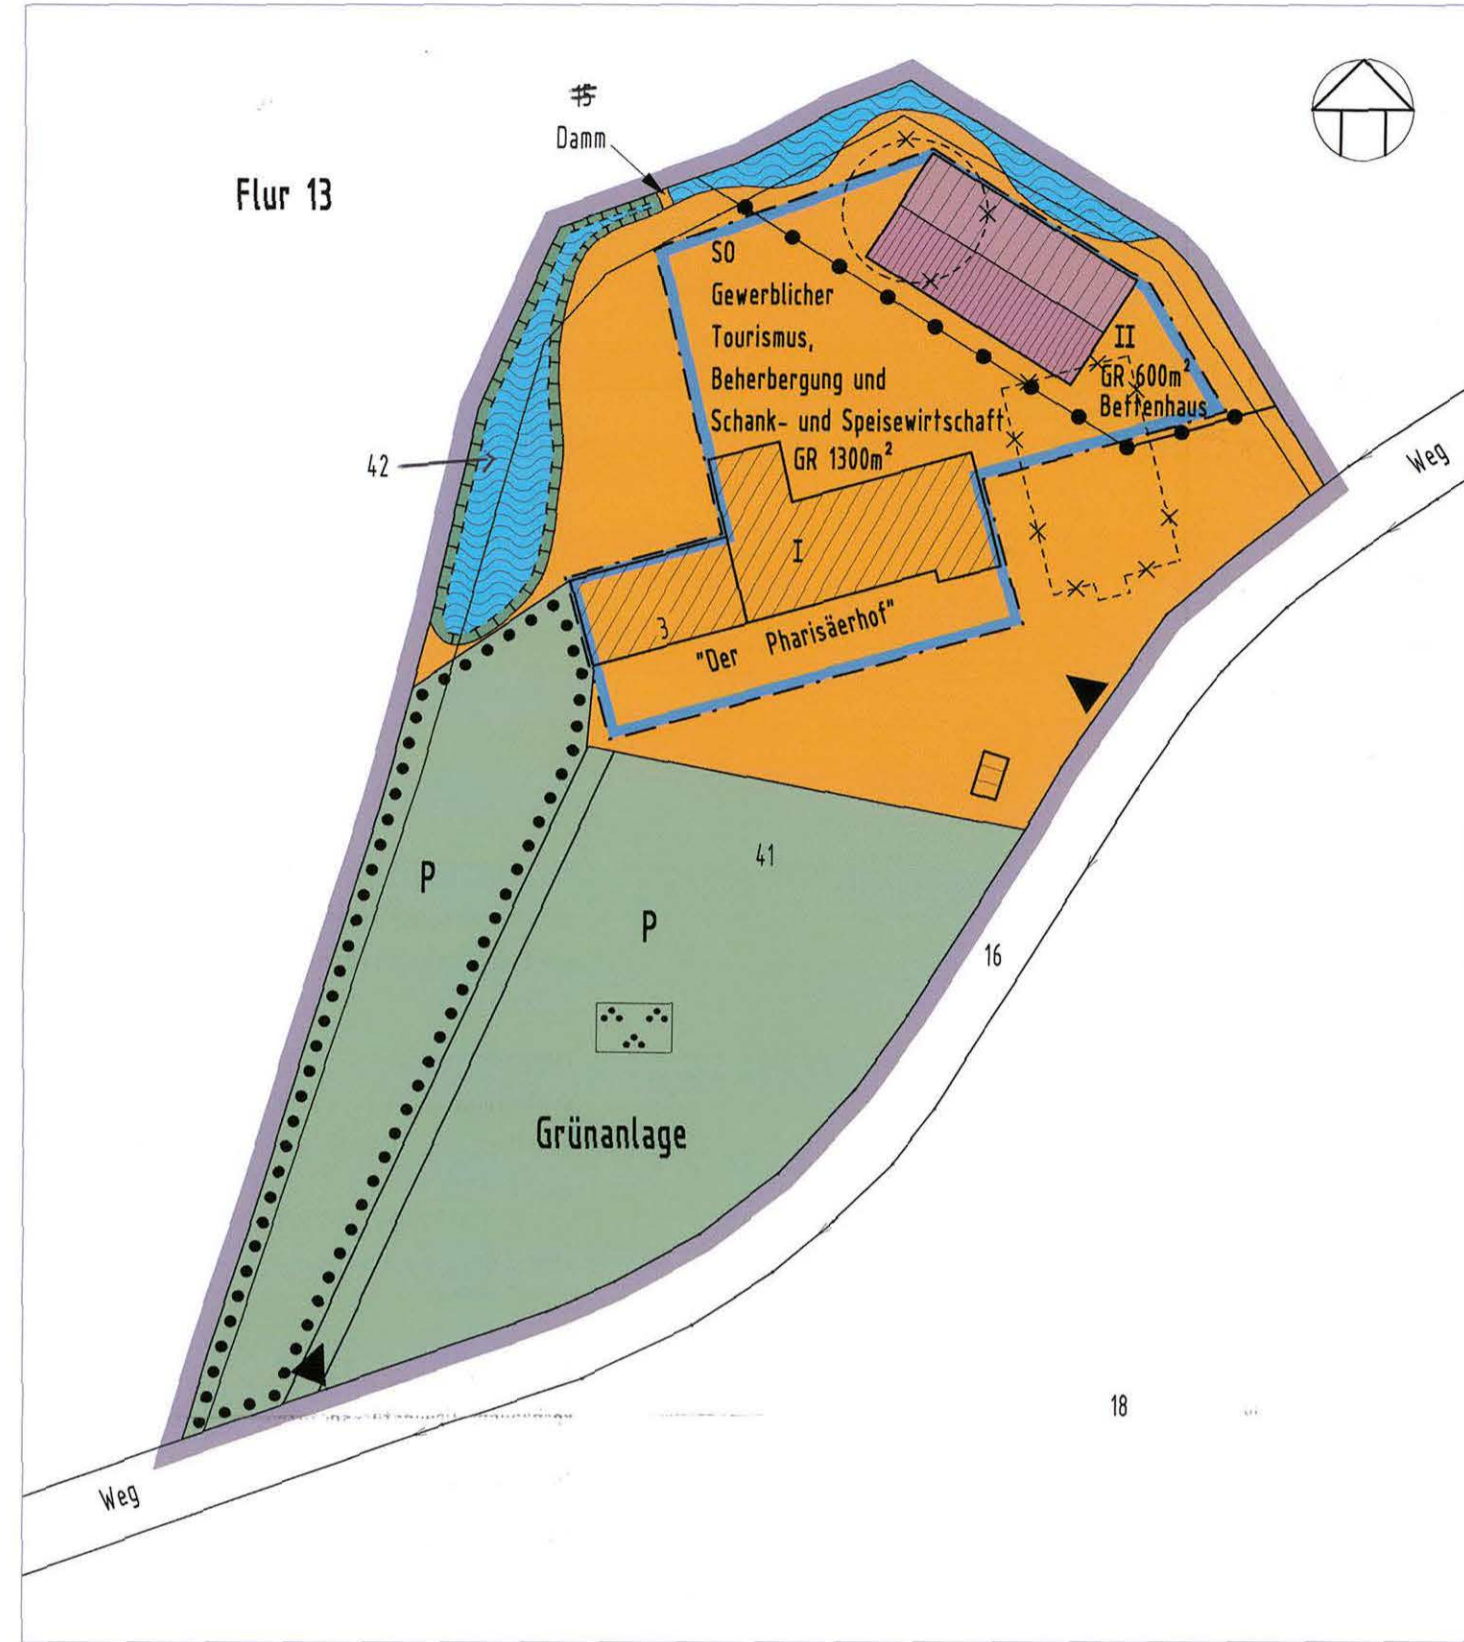 15
Damm
Flur 13
SO
Gewerblicher
Tourismus,
Beherbergung und
Schank- und Speisewirtschaft
GR 1300m²
II
GR 600m²
Bettenhaus
Weg
42
I
3
"Der Pharisäerhof"
41
P
P
16
Grünanlage
18
Weg